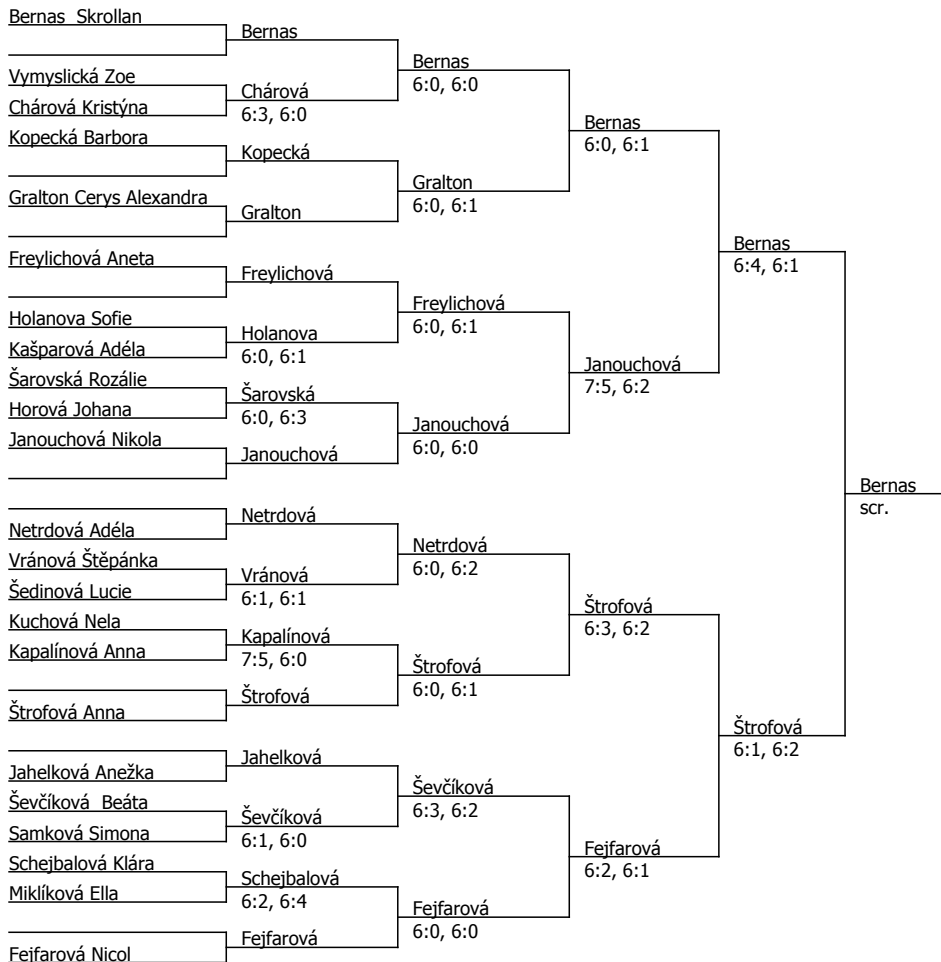 Bernas  Skrollan
Vymyslická Zoe
Chárová Kristýna
Kopecká Barbora
Gralton Cerys Alexandra
Freylichová Aneta
Holanova Sofie
Kašparová Adéla
Šarovská Rozálie
Horová Johana
Janouchová Nikola
Netrdová Adéla
Vránová Štěpánka
Šedinová Lucie
Kuchová Nela
Kapalínová Anna
Štrofová Anna
Jahelková Anežka
Ševčíková  Beáta
Samková Simona
Schejbalová Klára
Miklíková Ella
Fejfarová Nicol
Bernas
Chárová
6:3, 6:0
Kopecká
Gralton
Freylichová
Holanova
6:0, 6:1
Šarovská
6:0, 6:3
Janouchová
Netrdová
Vránová
6:1, 6:1
Kapalínová
7:5, 6:0
Štrofová
Jahelková
Ševčíková
6:1, 6:0
Schejbalová
6:2, 6:4
Fejfarová
Bernas
6:0, 6:0
Gralton
6:0, 6:1
Freylichová
6:0, 6:1
Janouchová
6:0, 6:0
Netrdová
6:0, 6:2
Štrofová
6:0, 6:1
Ševčíková
6:3, 6:2
Fejfarová
6:0, 6:0
Bernas
6:0, 6:1
Janouchová
7:5, 6:2
Štrofová
6:3, 6:2
Fejfarová
6:2, 6:1
Bernas
6:4, 6:1
Štrofová
6:1, 6:2
Bernas
scr.